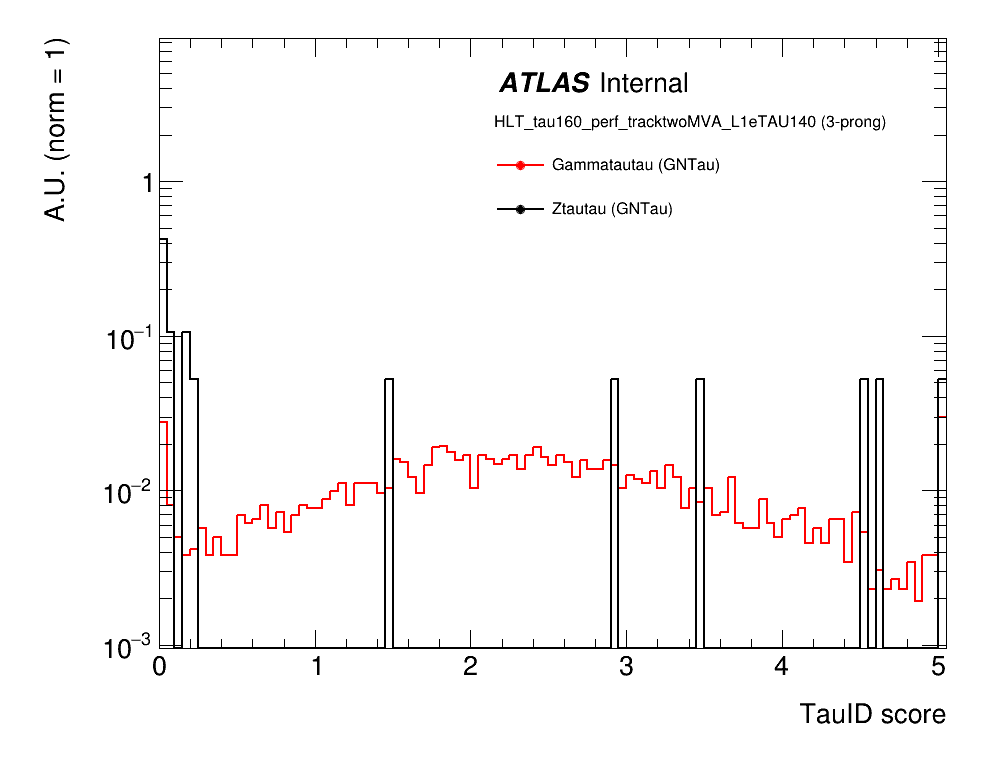 A.U. (norm = 1)
ATLAS Internal
HLT_tau160_perf_tracktwoMVA_L1eTAU140 (3-prong)
Gammatautau (GNTau)
Ztautau (GNTau)
1
10⁻¹
10⁻²
10⁻³
0 1 2 3 4 5
TauID score